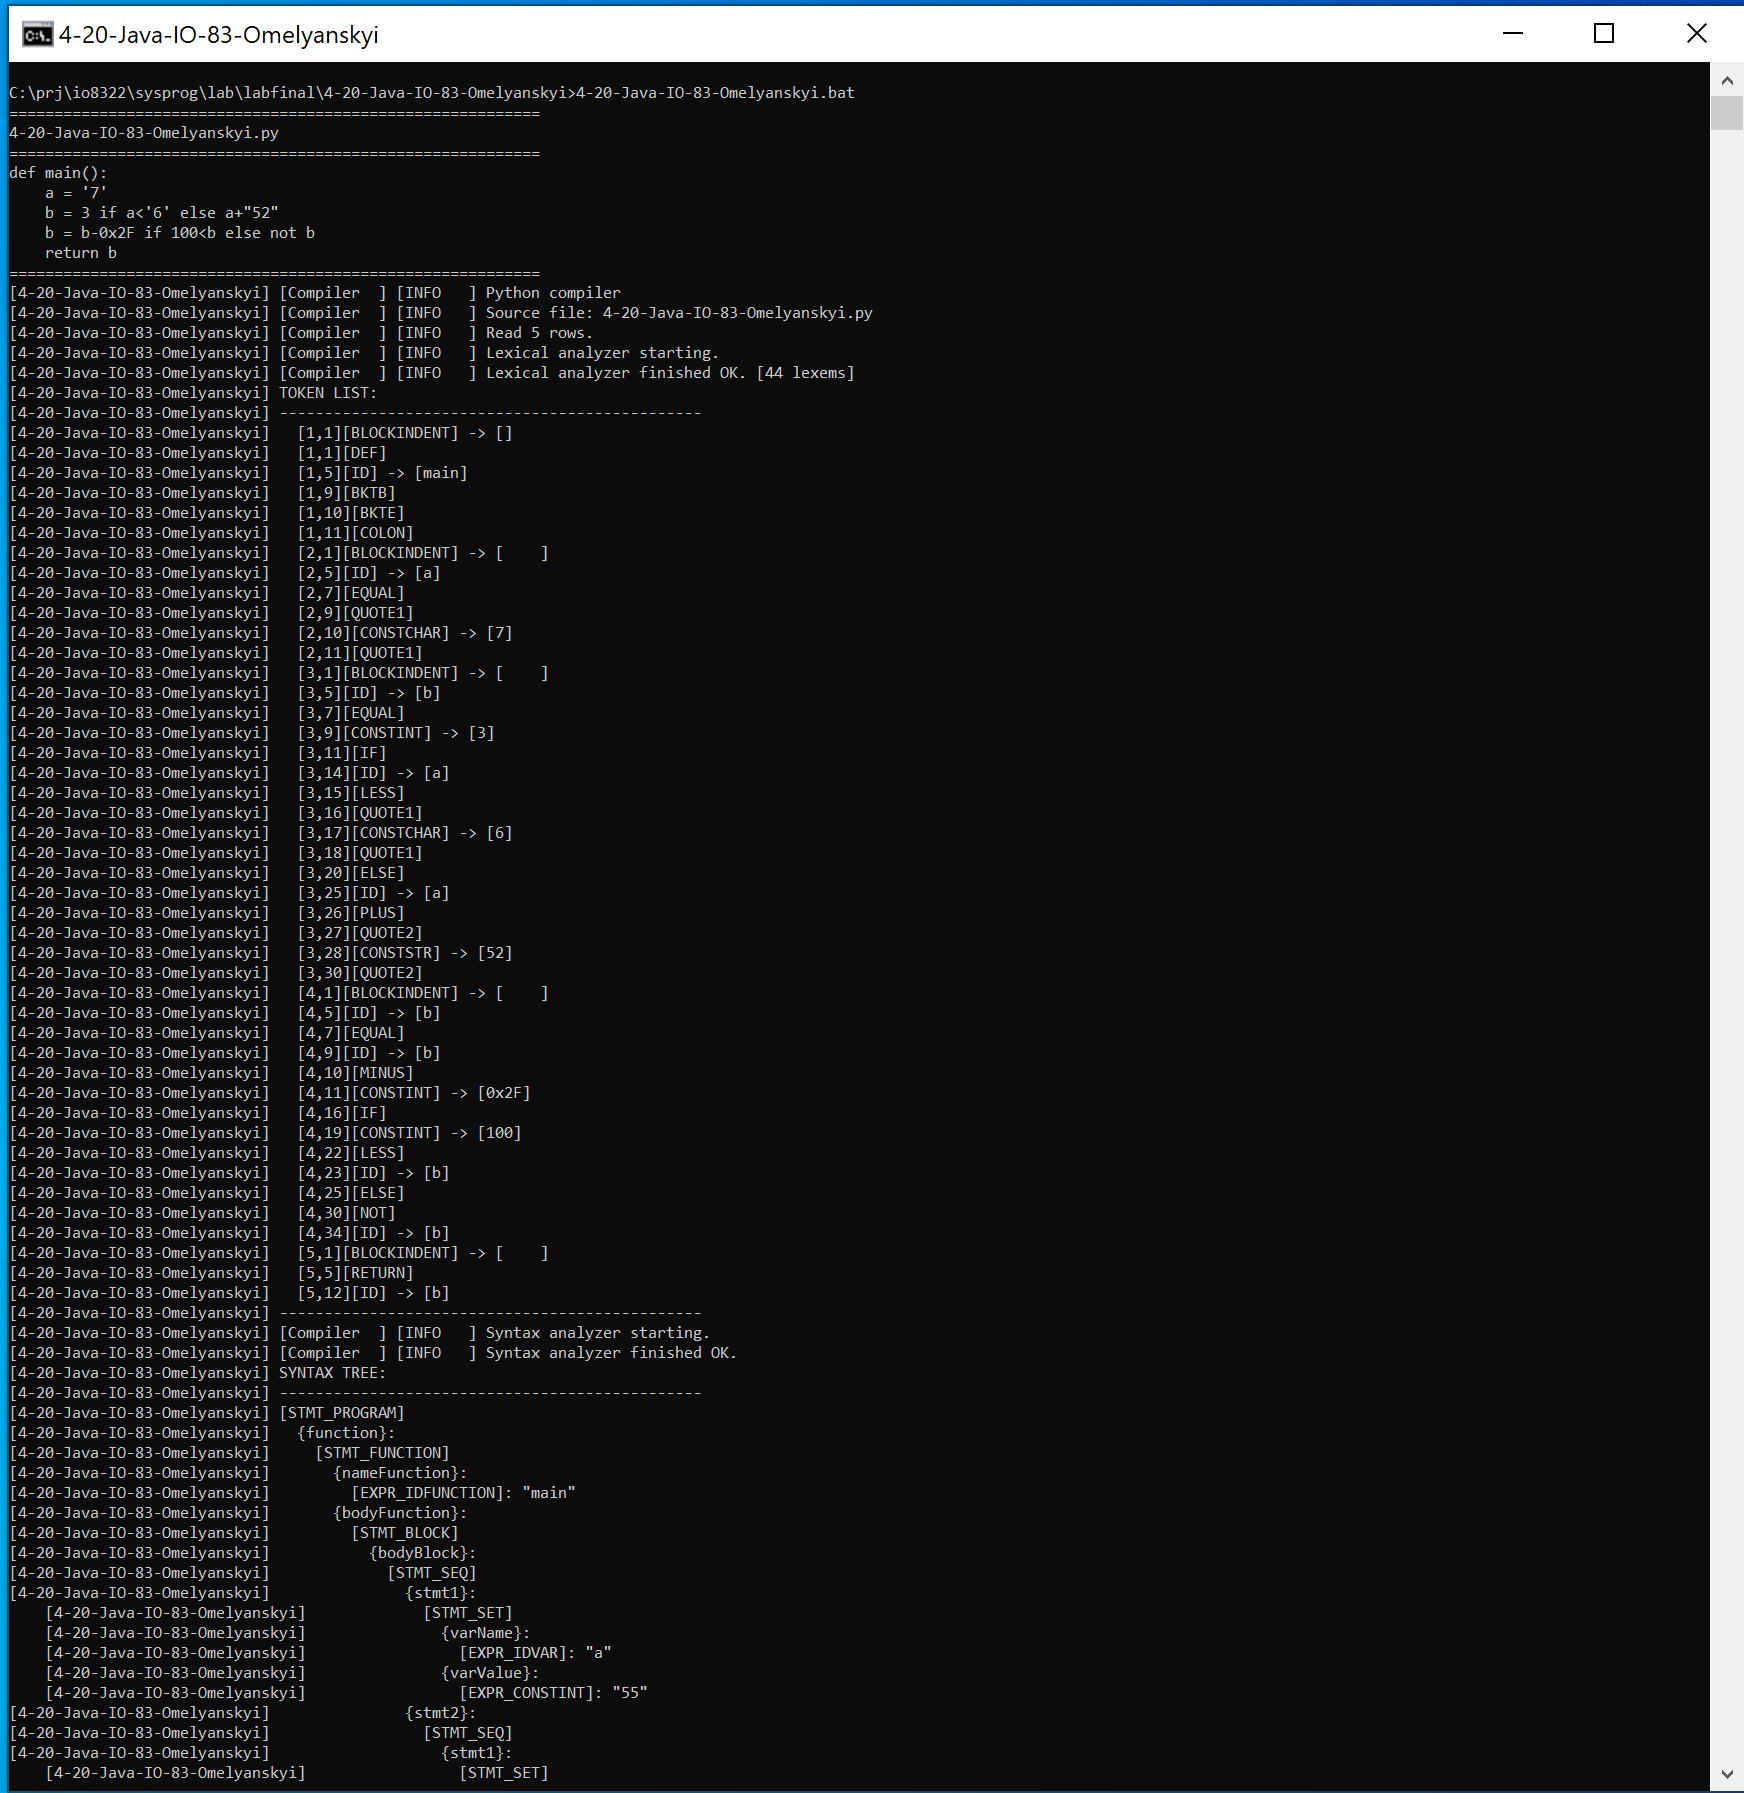 4-20-Java-IO-83-Omelyanskyi
C:\prj\io8322\sysprog\lab\labfinal\4-20-Java-IO-83-Omelyanskyi>4-20-Java-IO-83-Omelyanskyi.bat
===========================================================
4-20-Java-IO-83-Omelyanskyi.py
===========================================================
def main():
    a = '7'
    b = 3 if a<'6' else a+"52"
    b = b-0x2F if 100<b else not b
    return b
===========================================================
[4-20-Java-IO-83-Omelyanskyi] [Compiler  ] [INFO   ] Python compiler
[4-20-Java-IO-83-Omelyanskyi] [Compiler  ] [INFO   ] Source file: 4-20-Java-IO-83-Omelyanskyi.py
[4-20-Java-IO-83-Omelyanskyi] [Compiler  ] [INFO   ] Read 5 rows.
[4-20-Java-IO-83-Omelyanskyi] [Compiler  ] [INFO   ] Lexical analyzer starting.
[4-20-Java-IO-83-Omelyanskyi] [Compiler  ] [INFO   ] Lexical analyzer finished OK. [44 lexems]
[4-20-Java-IO-83-Omelyanskyi] TOKEN LIST:
[4-20-Java-IO-83-Omelyanskyi] -----------------------------------------------
[4-20-Java-IO-83-Omelyanskyi]   [1,1][BLOCKINDENT] -> []
[4-20-Java-IO-83-Omelyanskyi]   [1,1][DEF]
[4-20-Java-IO-83-Omelyanskyi]   [1,5][ID] -> [main]
[4-20-Java-IO-83-Omelyanskyi]   [1,9][BKTB]
[4-20-Java-IO-83-Omelyanskyi]   [1,10][BKTE]
[4-20-Java-IO-83-Omelyanskyi]   [1,11][COLON]
[4-20-Java-IO-83-Omelyanskyi]   [2,1][BLOCKINDENT] -> [    ]
[4-20-Java-IO-83-Omelyanskyi]   [2,5][ID] -> [a]
[4-20-Java-IO-83-Omelyanskyi]   [2,7][EQUAL]
[4-20-Java-IO-83-Omelyanskyi]   [2,9][QUOTE1]
[4-20-Java-IO-83-Omelyanskyi]   [2,10][CONSTCHAR] -> [7]
[4-20-Java-IO-83-Omelyanskyi]   [2,11][QUOTE1]
[4-20-Java-IO-83-Omelyanskyi]   [3,1][BLOCKINDENT] -> [    ]
[4-20-Java-IO-83-Omelyanskyi]   [3,5][ID] -> [b]
[4-20-Java-IO-83-Omelyanskyi]   [3,7][EQUAL]
[4-20-Java-IO-83-Omelyanskyi]   [3,9][CONSTINT] -> [3]
[4-20-Java-IO-83-Omelyanskyi]   [3,11][IF]
[4-20-Java-IO-83-Omelyanskyi]   [3,14][ID] -> [a]
[4-20-Java-IO-83-Omelyanskyi]   [3,15][LESS]
[4-20-Java-IO-83-Omelyanskyi]   [3,16][QUOTE1]
[4-20-Java-IO-83-Omelyanskyi]   [3,17][CONSTCHAR] -> [6]
[4-20-Java-IO-83-Omelyanskyi]   [3,18][QUOTE1]
[4-20-Java-IO-83-Omelyanskyi]   [3,20][ELSE]
[4-20-Java-IO-83-Omelyanskyi]   [3,25][ID] -> [a]
[4-20-Java-IO-83-Omelyanskyi]   [3,26][PLUS]
[4-20-Java-IO-83-Omelyanskyi]   [3,27][QUOTE2]
[4-20-Java-IO-83-Omelyanskyi]   [3,28][CONSTSTR] -> [52]
[4-20-Java-IO-83-Omelyanskyi]   [3,30][QUOTE2]
[4-20-Java-IO-83-Omelyanskyi]   [4,1][BLOCKINDENT] -> [    ]
[4-20-Java-IO-83-Omelyanskyi]   [4,5][ID] -> [b]
[4-20-Java-IO-83-Omelyanskyi]   [4,7][EQUAL]
[4-20-Java-IO-83-Omelyanskyi]   [4,9][ID] -> [b]
[4-20-Java-IO-83-Omelyanskyi]   [4,10][MINUS]
[4-20-Java-IO-83-Omelyanskyi]   [4,11][CONSTINT] -> [0x2F]
[4-20-Java-IO-83-Omelyanskyi]   [4,16][IF]
[4-20-Java-IO-83-Omelyanskyi]   [4,19][CONSTINT] -> [100]
[4-20-Java-IO-83-Omelyanskyi]   [4,22][LESS]
[4-20-Java-IO-83-Omelyanskyi]   [4,23][ID] -> [b]
[4-20-Java-IO-83-Omelyanskyi]   [4,25][ELSE]
[4-20-Java-IO-83-Omelyanskyi]   [4,30][NOT]
[4-20-Java-IO-83-Omelyanskyi]   [4,34][ID] -> [b]
[4-20-Java-IO-83-Omelyanskyi]   [5,1][BLOCKINDENT] -> [    ]
[4-20-Java-IO-83-Omelyanskyi]   [5,5][RETURN]
[4-20-Java-IO-83-Omelyanskyi]   [5,12][ID] -> [b]
[4-20-Java-IO-83-Omelyanskyi] -----------------------------------------------
[4-20-Java-IO-83-Omelyanskyi] [Compiler  ] [INFO   ] Syntax analyzer starting.
[4-20-Java-IO-83-Omelyanskyi] [Compiler  ] [INFO   ] Syntax analyzer finished OK.
[4-20-Java-IO-83-Omelyanskyi] SYNTAX TREE:
[4-20-Java-IO-83-Omelyanskyi] -----------------------------------------------
[4-20-Java-IO-83-Omelyanskyi] [STMT_PROGRAM]
[4-20-Java-IO-83-Omelyanskyi]   {function}:
[4-20-Java-IO-83-Omelyanskyi]     [STMT_FUNCTION]
[4-20-Java-IO-83-Omelyanskyi]       {nameFunction}:
[4-20-Java-IO-83-Omelyanskyi]         [EXPR_IDFUNCTION]: "main"
[4-20-Java-IO-83-Omelyanskyi]       {bodyFunction}:
[4-20-Java-IO-83-Omelyanskyi]         [STMT_BLOCK]
[4-20-Java-IO-83-Omelyanskyi]           {bodyBlock}:
[4-20-Java-IO-83-Omelyanskyi]             [STMT_SEQ]
[4-20-Java-IO-83-Omelyanskyi]               {stmt1}:
    [4-20-Java-IO-83-Omelyanskyi]             [STMT_SET]
    [4-20-Java-IO-83-Omelyanskyi]               {varName}:
    [4-20-Java-IO-83-Omelyanskyi]                 [EXPR_IDVAR]: "a"
    [4-20-Java-IO-83-Omelyanskyi]               {varValue}:
    [4-20-Java-IO-83-Omelyanskyi]                 [EXPR_CONSTINT]: "55"
[4-20-Java-IO-83-Omelyanskyi]               {stmt2}:
[4-20-Java-IO-83-Omelyanskyi]                 [STMT_SEQ]
[4-20-Java-IO-83-Omelyanskyi]                   {stmt1}:
    [4-20-Java-IO-83-Omelyanskyi]                 [STMT_SET]